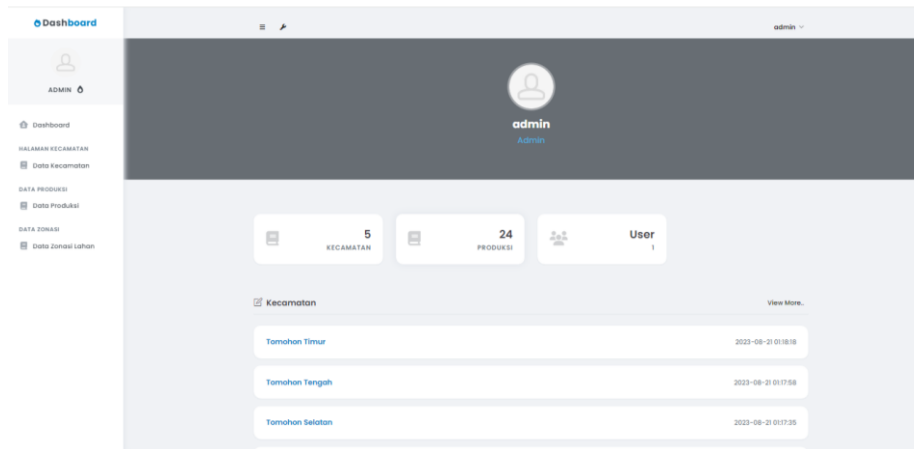 Dashboard
admin
ADMIN
admin
Admin
Dashboard
HALAMAN KECAMATAN
Data Kecamatan
DATA PRODUKSI
Data Produksi
DATA ZONASI
Data Zonasi Lahan
5
KECAMATAN
24
PRODUKSI
User
1
Kecamatan
View More..
Tomohon Timur
2023-08-21 01:18:18
Tomohon Tengah
2023-08-21 01:17:58
Tomohon Selatan
2023-08-21 01:17:35